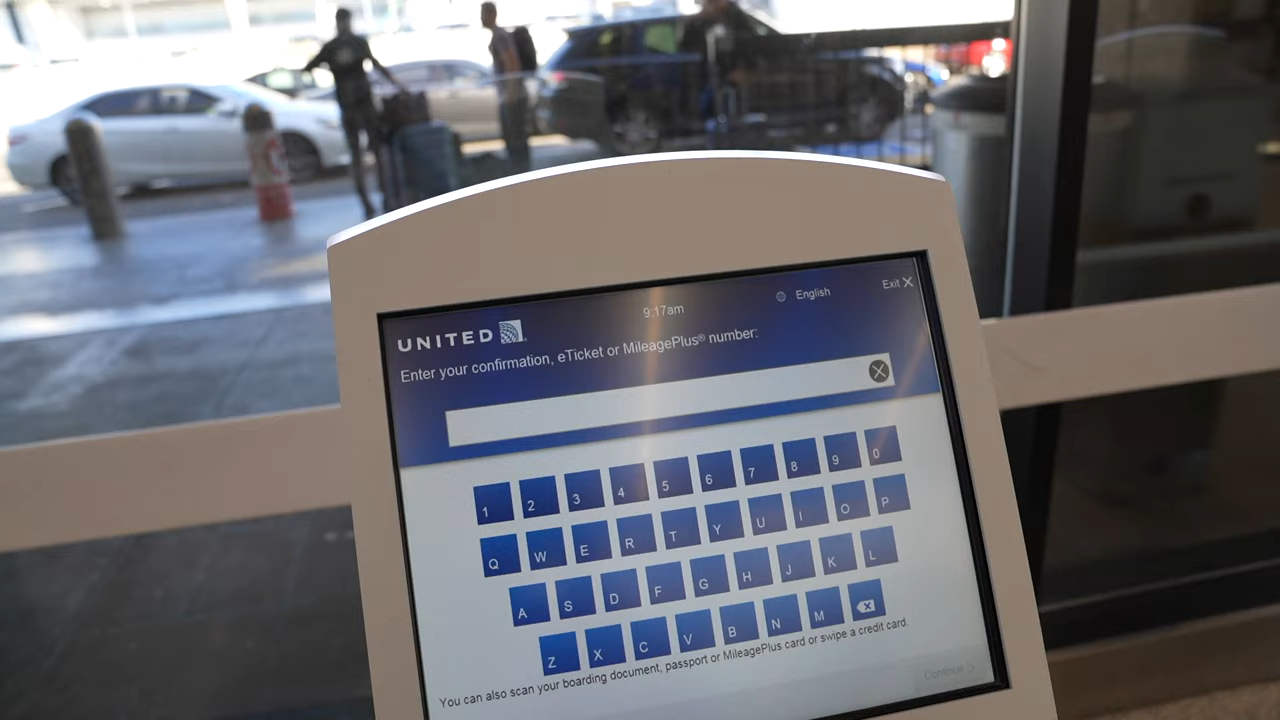 9:17am
English
Exit
UNITED
Enter your confirmation, eTicket or MileagePlus® number:
1 2 3 4 5 6 7 8 9 0
Q W E R T Y U I O P
A S D F G H J K L
Z X C V B N M
You can also scan your boarding document, passport or MileagePlus card or swipe a credit card.
Continue